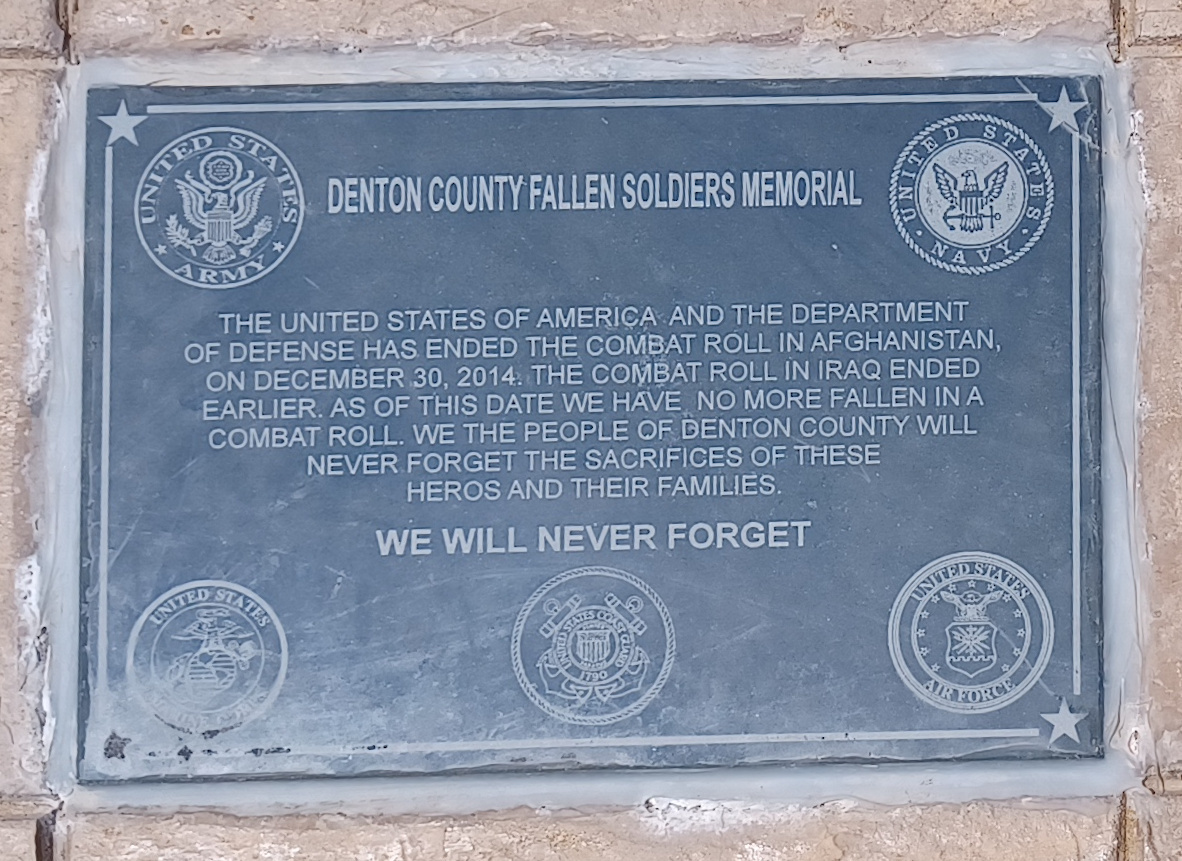 UNITED STATES
ARMY
DENTON COUNTY FALLEN SOLDIERS MEMORIAL
UNITED STATES
NAVY
THE UNITED STATES OF AMERICA AND THE DEPARTMENT
OF DEFENSE HAS ENDED THE COMBAT ROLL IN AFGHANISTAN,
ON DECEMBER 30, 2014. THE COMBAT ROLL IN IRAQ ENDED
EARLIER. AS OF THIS DATE WE HAVE NO MORE FALLEN IN A
COMBAT ROLL. WE THE PEOPLE OF DENTON COUNTY WILL
NEVER FORGET THE SACRIFICES OF THESE
HEROS AND THEIR FAMILIES.
WE WILL NEVER FORGET
UNITED STATES
UNITED STATES COAST GUARD
1790
UNITED STATES
AIR FORCE